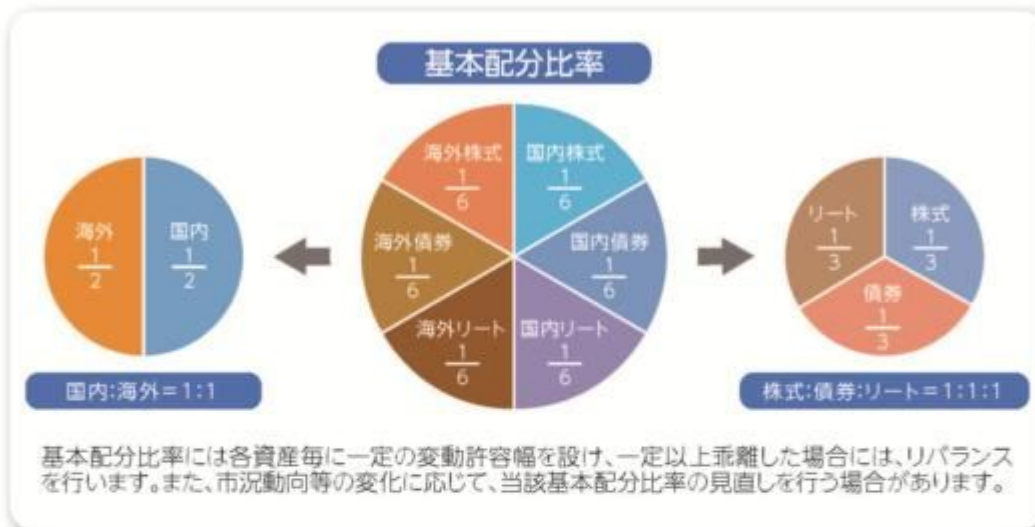 基本配分比率
海外
1/2
国内
1/2
国内:海外=1:1
海外株式
1/6
国内株式
1/6
海外債券
1/6
国内債券
1/6
海外リート
1/6
国内リート
1/6
リート
1/3
株式
1/3
債券
1/3
株式:債券:リート=1:1:1
基本配分比率には各資産毎に一定の変動許容幅を設け、一定以上乖離した場合には、リバランス
を行います。また、市況動向等の変化に応じて、当該基本配分比率の見直しを行う場合があります。